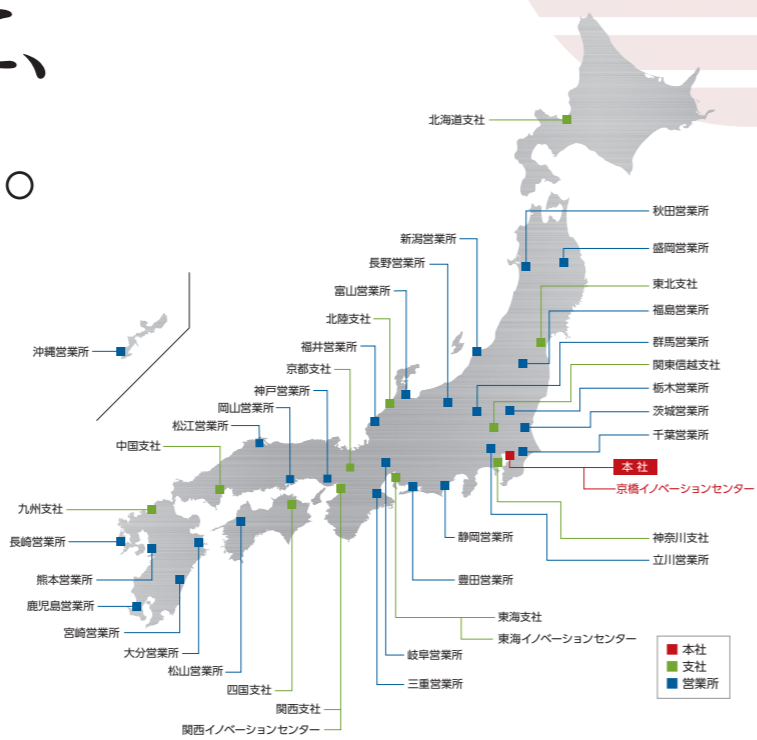 、
。
北海道支社
秋田営業所
盛岡営業所
東北支社
福島営業所
群馬営業所
関東信越支社
栃木営業所
茨城営業所
千葉営業所
本社
京橋イノベーションセンター
神奈川支社
立川営業所
新潟営業所
長野営業所
富山営業所
北陸支社
福井営業所
京都支社
神戸営業所
岡山営業所
松江営業所
中国支社
沖縄営業所
九州支社
長崎営業所
熊本営業所
鹿児島営業所
宮崎営業所
大分営業所
松山営業所
四国支社
関西支社
関西イノベーションセンター
静岡営業所
豊田営業所
東海支社
東海イノベーションセンター
岐阜営業所
三重営業所
本社
支社
営業所